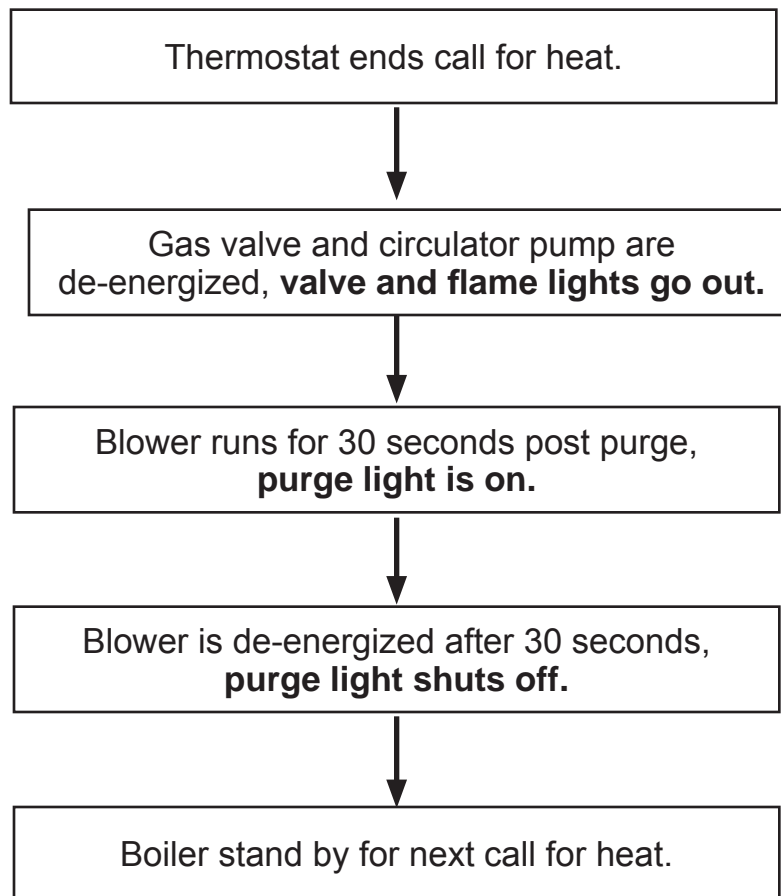 Thermostat ends call for heat.
Gas valve and circulator pump are
de-energized, valve and flame lights go out.
Blower runs for 30 seconds post purge,
purge light is on.
Blower is de-energized after 30 seconds,
purge light shuts off.
Boiler stand by for next call for heat.